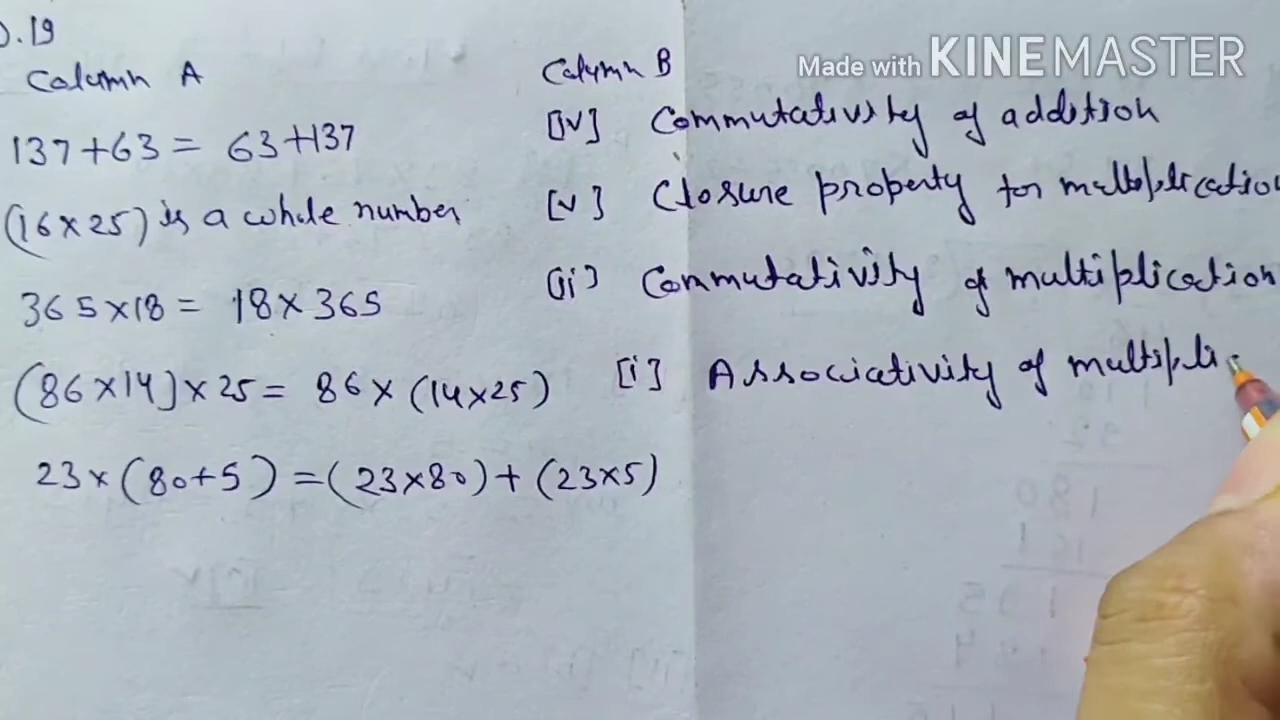 Q.19
Made with KINEMASTER
Column A Column B
137+63 = 63+137 [iv] Commutativity of addition
(16×25) is a whole number [v] Closure property for multiplication
365×18 = 18×365 [ii] Commutativity of multiplication
(86×14)×25 = 86×(14×25) [i] Associativity of multipli
23×(80+5) = (23×80)+(23×5)